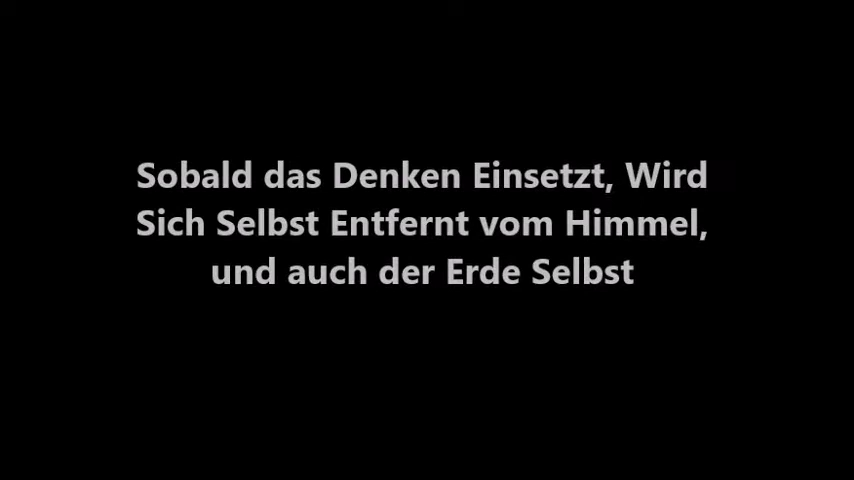 Sobald das Denken Einsetzt, Wird
Sich Selbst Entfernt vom Himmel,
und auch der Erde Selbst